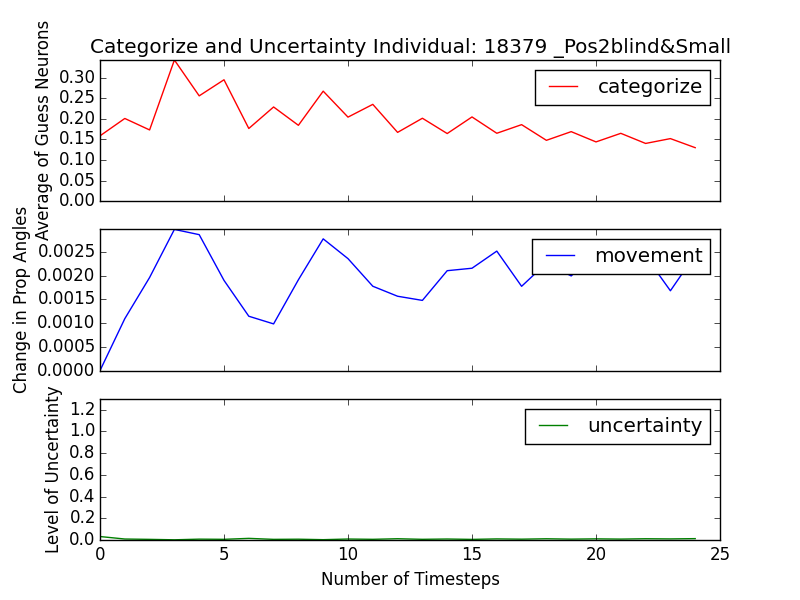 Categorize and Uncertainty Individual: 18379 _Pos2blind&Small
Average of Guess Neurons
0.30
0.25
0.20
0.15
0.10
0.05
0.00
categorize
Change in Prop Angles
0.0025
0.0020
0.0015
0.0010
0.0005
0.0000
movement
Level of Uncertainty
1.2
1.0
0.8
0.6
0.4
0.2
0.0
uncertainty
0 5 10 15 20 25
Number of Timesteps